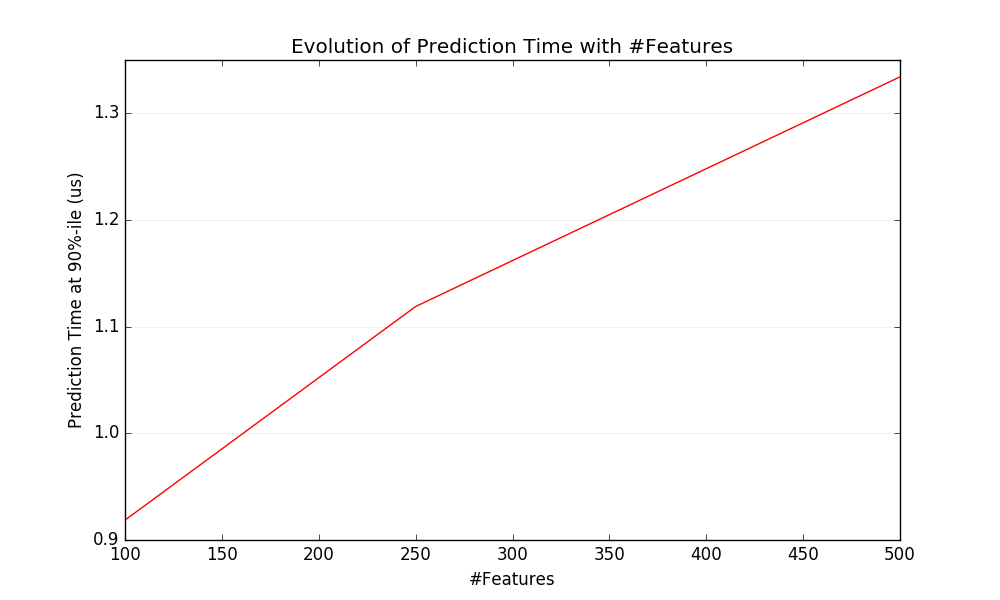 Evolution of Prediction Time with #Features
Prediction Time at 90%-ile (us)
1.3
1.2
1.1
1.0
0.9
100 150 200 250 300 350 400 450 500
#Features